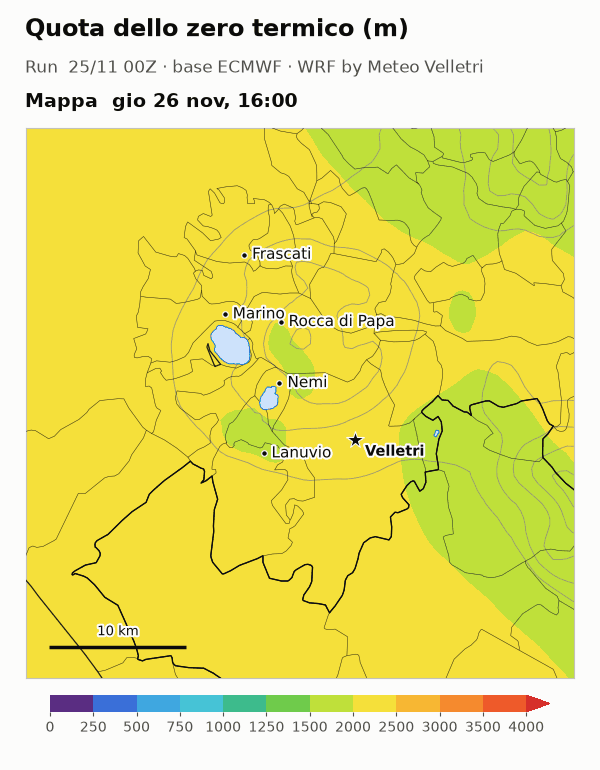 Quota dello zero termico (m)
Run  25/11 00Z · base ECMWF · WRF by Meteo Velletri
Mappa  gio 26 nov, 16:00
Frascati
Marino
Rocca di Papa
Nemi
Velletri
Lanuvio
10 km
0 250 500 750 1000 1250 1500 2000 2500 3000 3500 4000